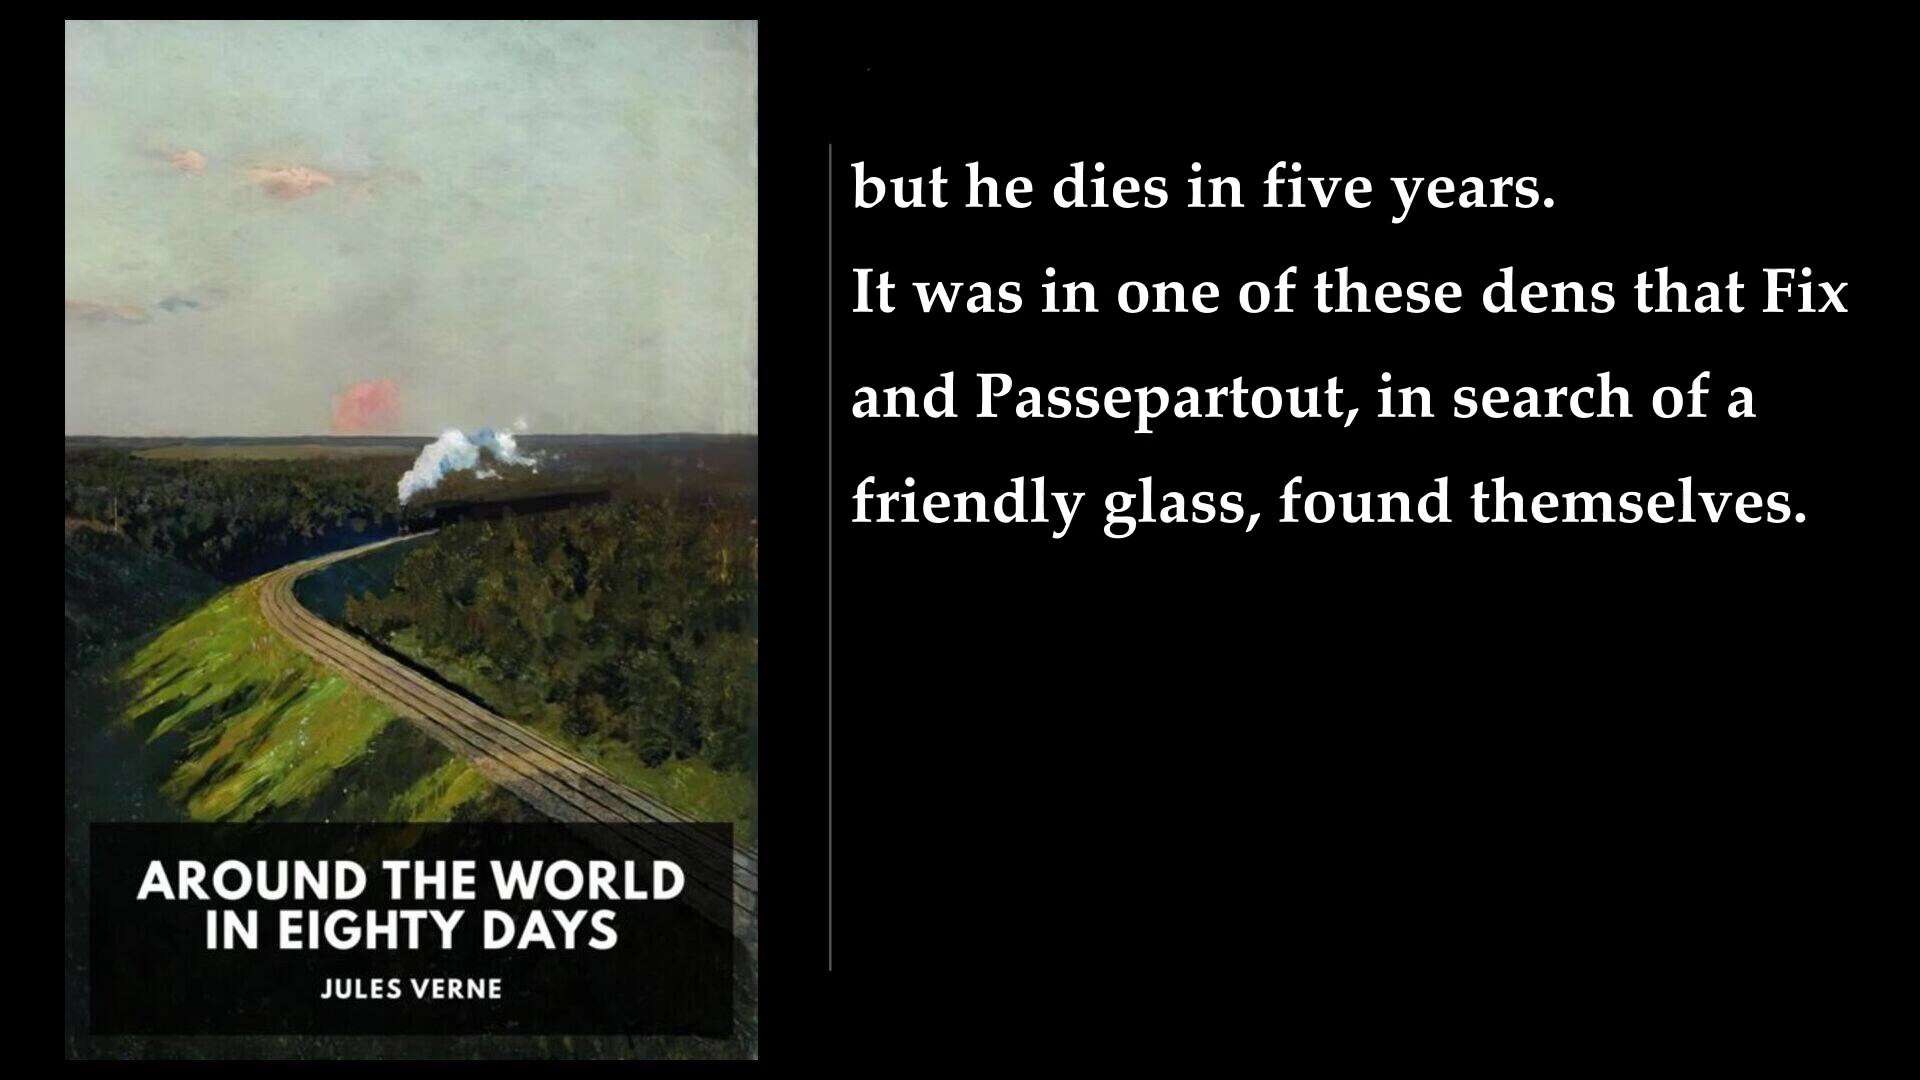 but he dies in five years.
It was in one of these dens that Fix
and Passepartout, in search of a
friendly glass, found themselves.
AROUND THE WORLD
IN EIGHTY DAYS
JULES VERNE